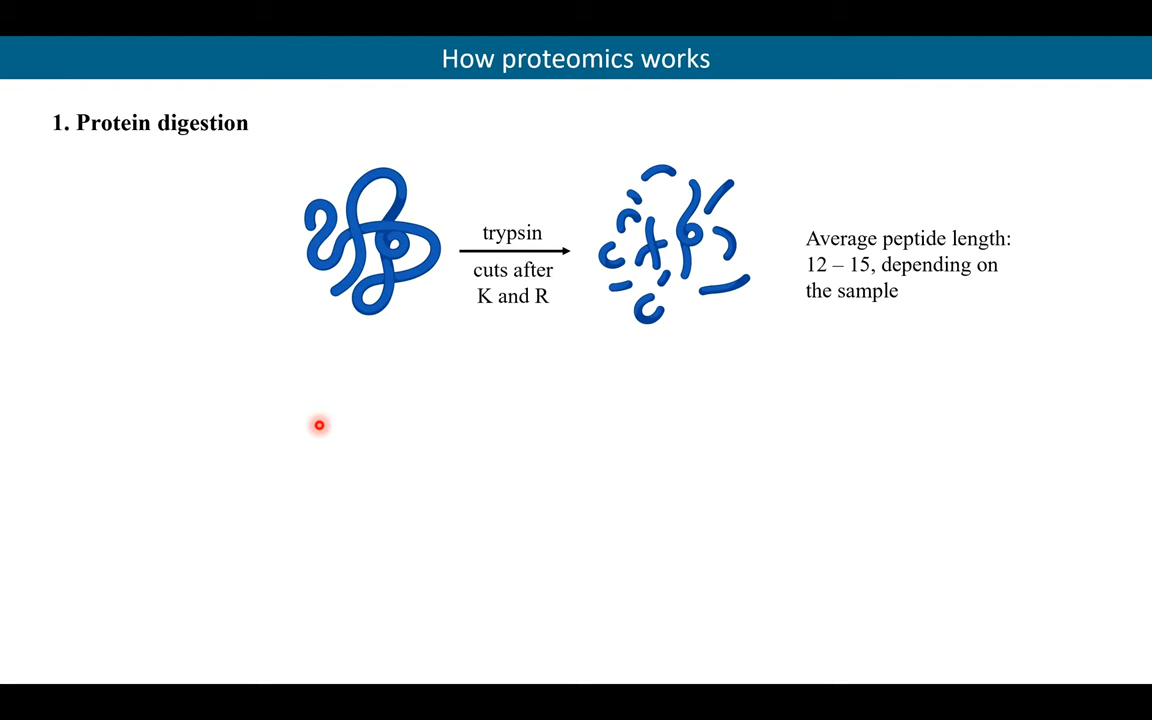 How proteomics works
1. Protein digestion
trypsin
cuts after
K and R
Average peptide length:
12 – 15, depending on
the sample